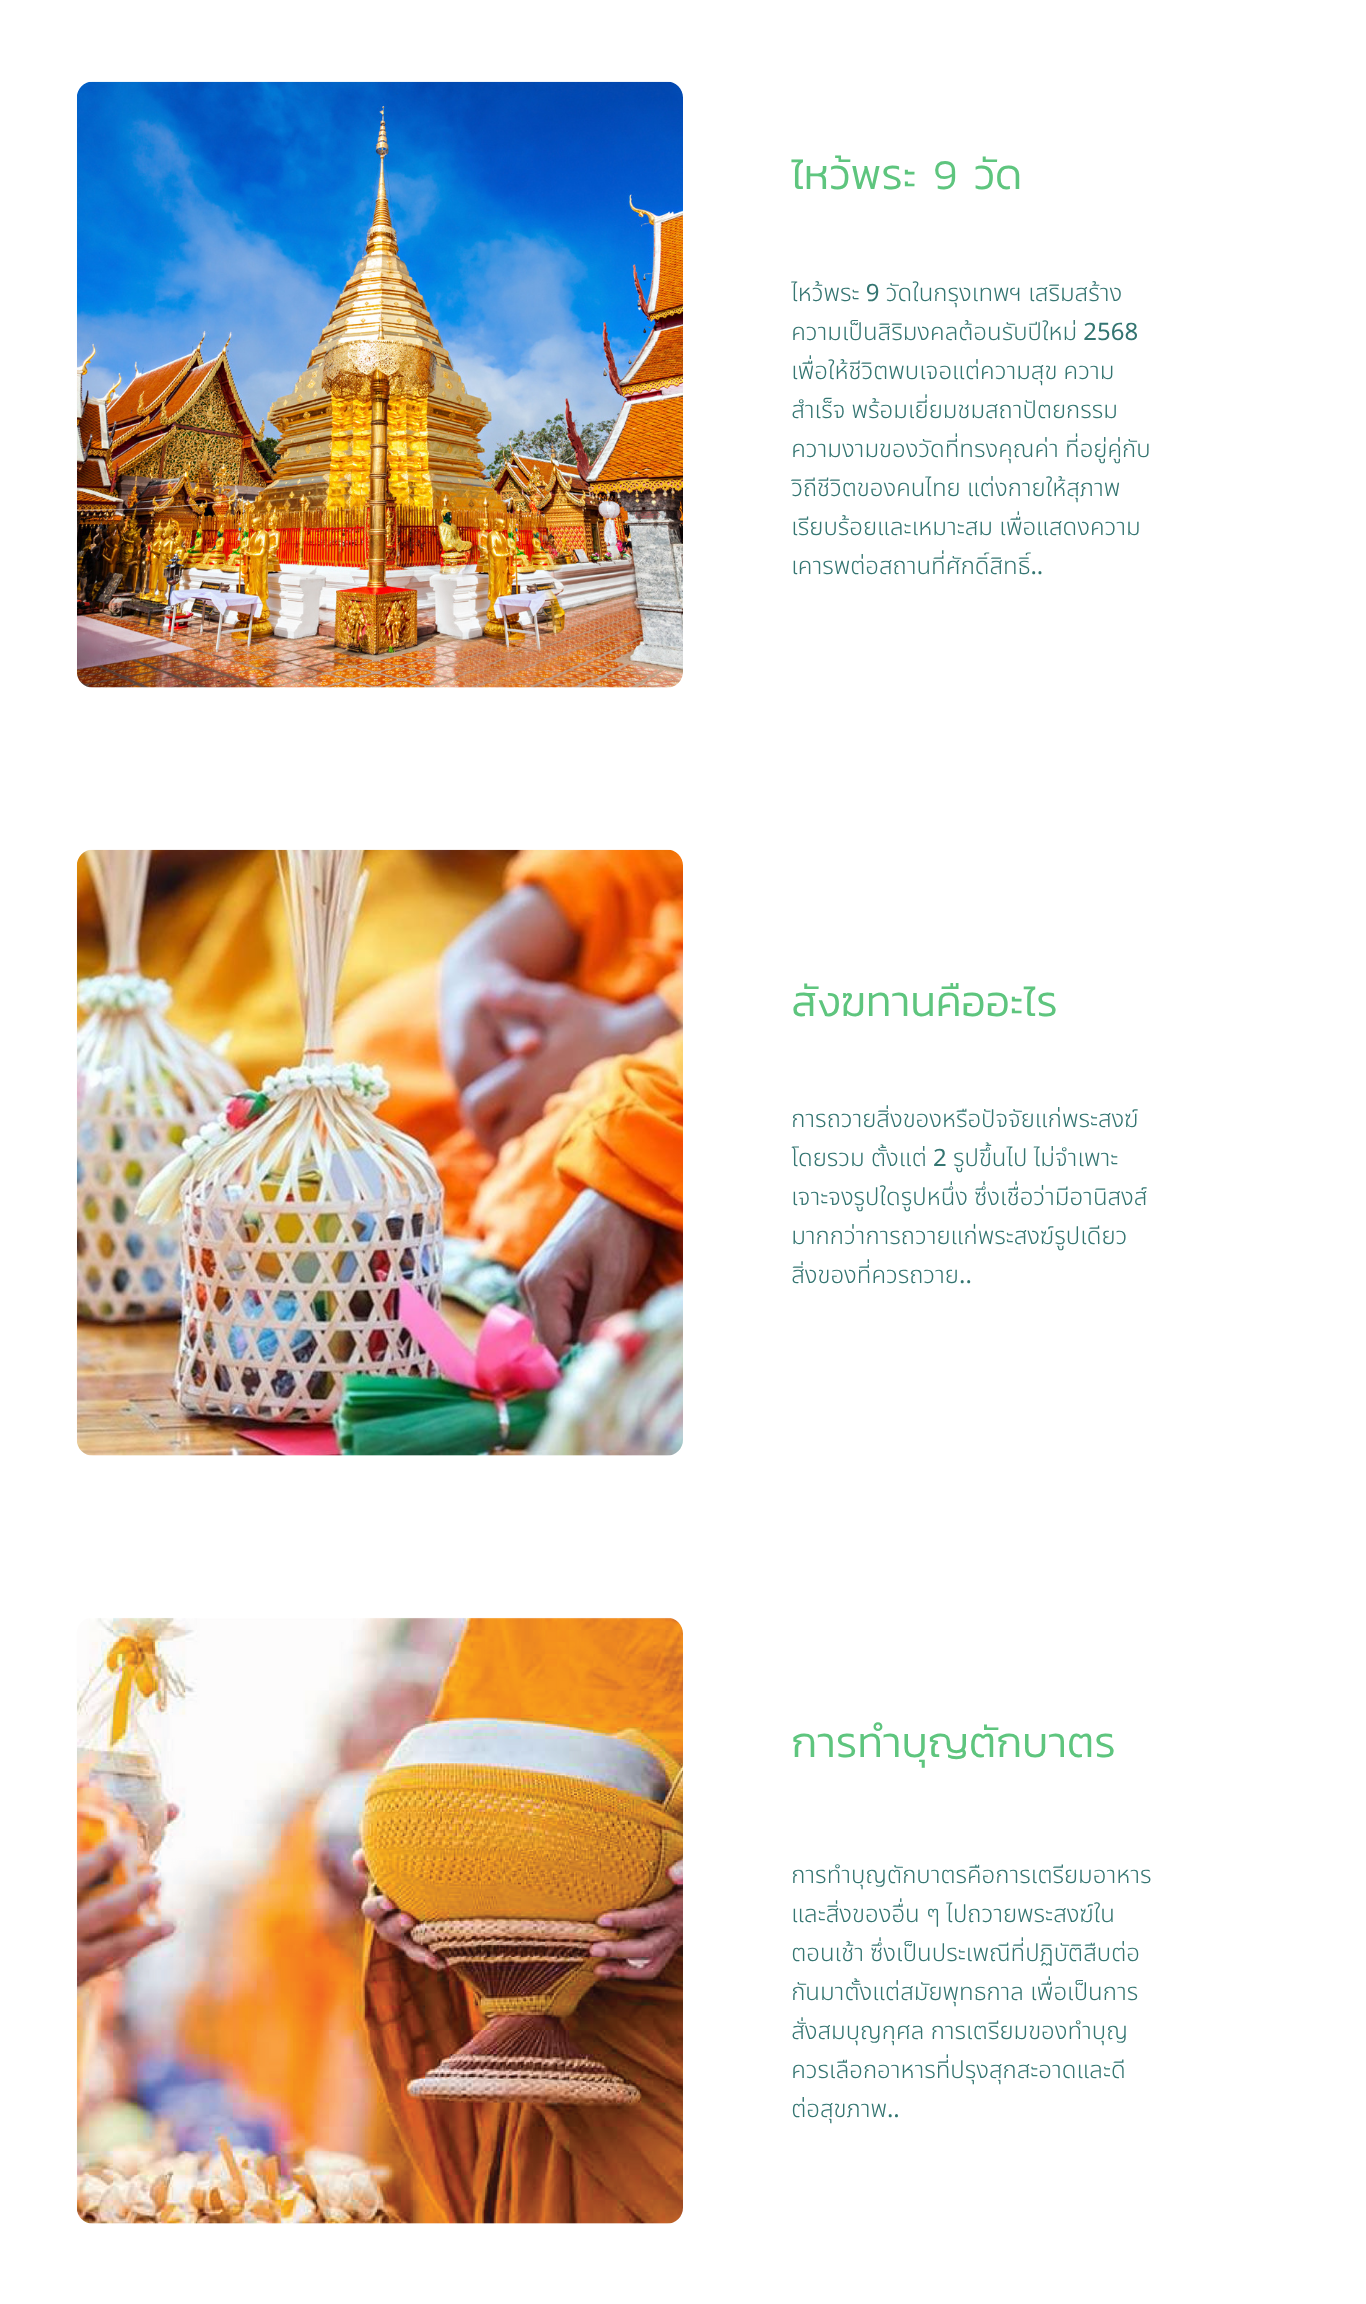 ไหว้พระ 9 วัด
ไหว้พระ 9 วัดในกรุงเทพฯ เสริมสร้าง
ความเป็นสิริมงคลต้อนรับปีใหม่ 2568
เพื่อให้ชีวิตพบเจอแต่ความสุข ความ
สำเร็จ พร้อมเยี่ยมชมสถาปัตยกรรม
ความงามของวัดที่ทรงคุณค่า ที่อยู่คู่กับ
วิถีชีวิตของคนไทย แต่งกายให้สุภาพ
เรียบร้อยและเหมาะสม เพื่อแสดงความ
เคารพต่อสถานที่ศักดิ์สิทธิ์..
สังฆทานคืออะไร
การถวายสิ่งของหรือปัจจัยแก่พระสงฆ์
โดยรวม ตั้งแต่ 2 รูปขึ้นไป ไม่จำเพาะ
เจาะจงรูปใดรูปหนึ่ง ซึ่งเชื่อว่ามีอานิสงส์
มากกว่าการถวายแก่พระสงฆ์รูปเดียว
สิ่งของที่ควรถวาย..
การทำบุญตักบาตร
การทำบุญตักบาตรคือการเตรียมอาหาร
และสิ่งของอื่น ๆ ไปถวายพระสงฆ์ใน
ตอนเช้า ซึ่งเป็นประเพณีที่ปฏิบัติสืบต่อ
กันมาตั้งแต่สมัยพุทธกาล เพื่อเป็นการ
สั่งสมบุญกุศล การเตรียมของทำบุญ
ควรเลือกอาหารที่ปรุงสุกสะอาดและดี
ต่อสุขภาพ..